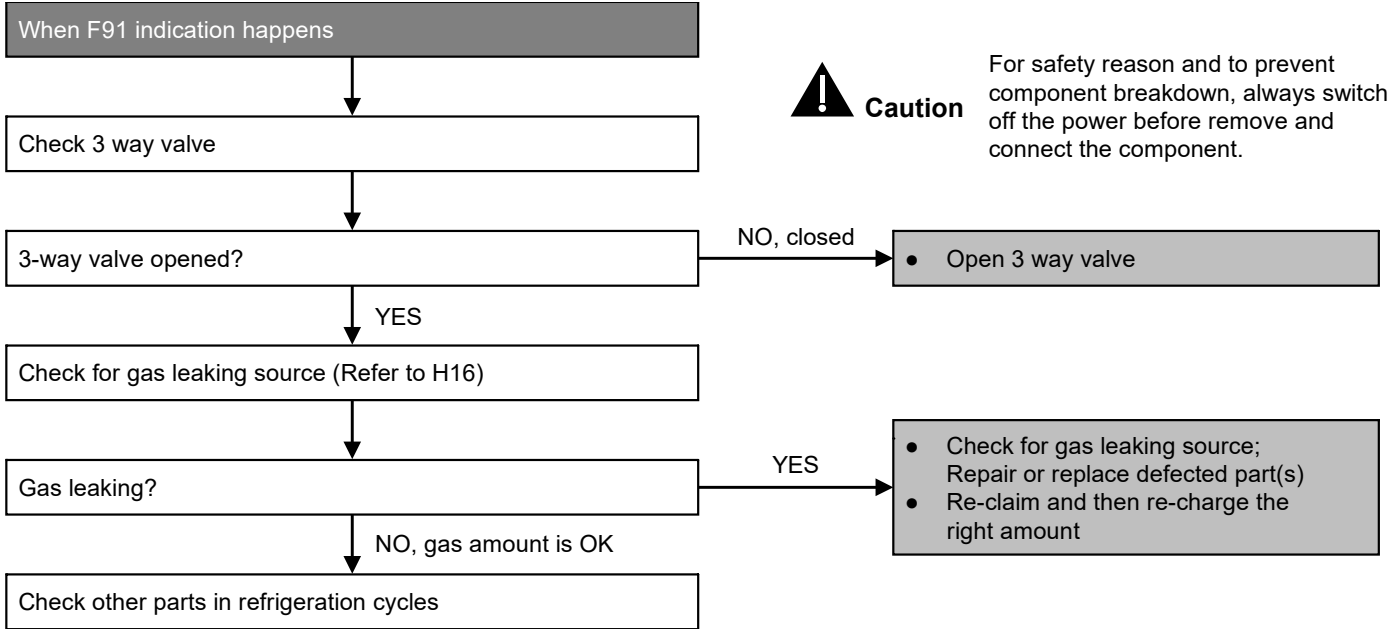 When F91 indication happens
Caution
For safety reason and to prevent
component breakdown, always switch
off the power before remove and
connect the component.
Check 3 way valve
3-way valve opened?
NO, closed
● Open 3 way valve
YES
Check for gas leaking source (Refer to H16)
Gas leaking?
YES
● Check for gas leaking source;
Repair or replace defected part(s)
● Re-claim and then re-charge the
right amount
NO, gas amount is OK
Check other parts in refrigeration cycles